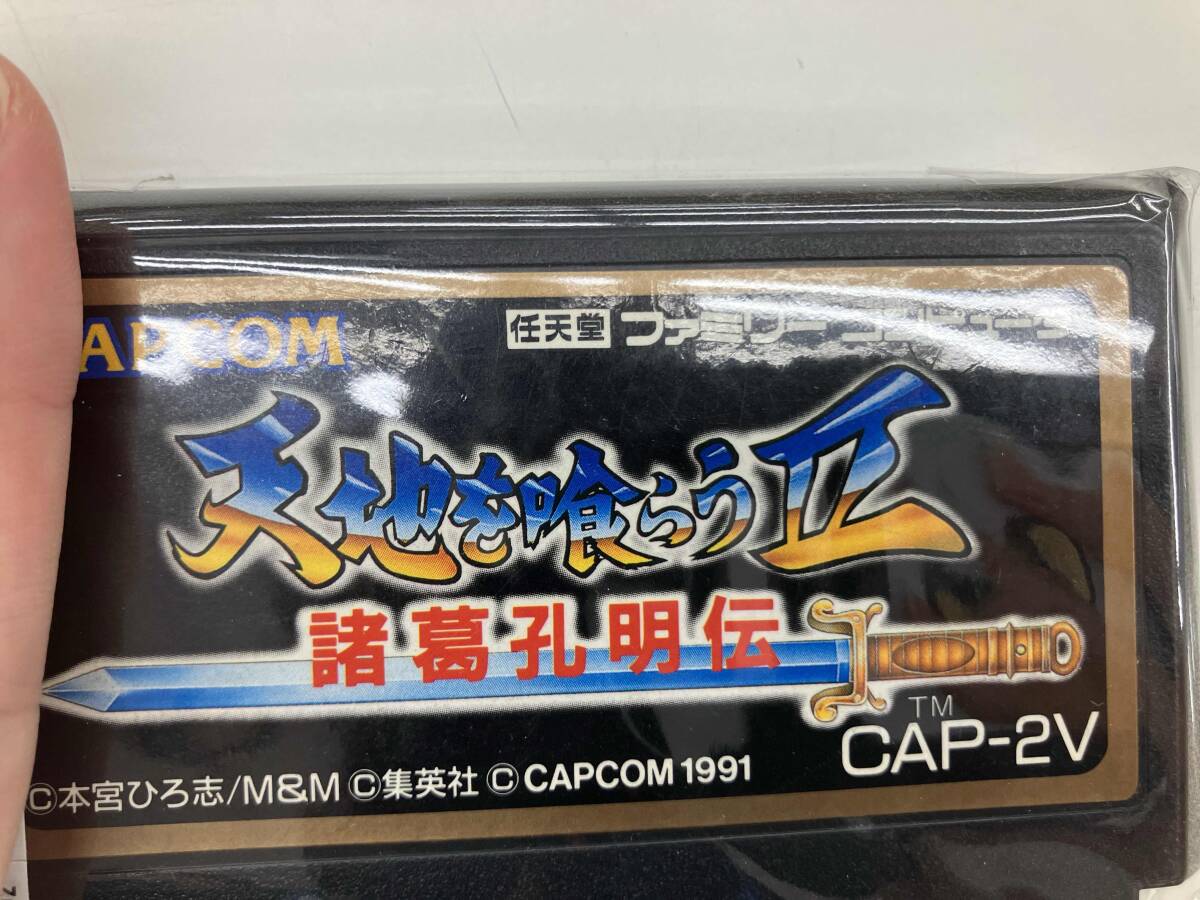 CAPCOM
任天堂 ファミリーコンピュータ
天地を喰らうII
諸葛孔明伝
TM
CAP-2V
©本宮ひろ志/M&M ©集英社 © CAPCOM 1991
7